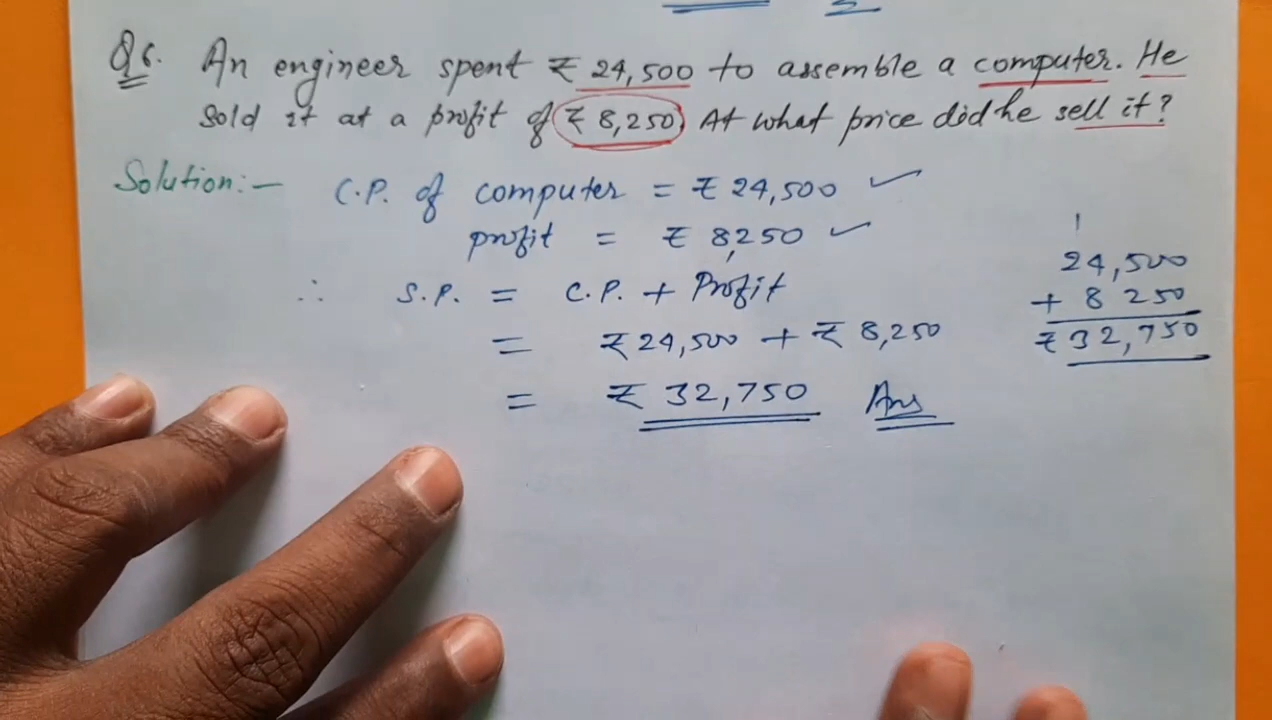 Q6. An engineer spent ₹ 24,500 to assemble a computer. He
sold it at a profit of ₹ 8,250. At what price did he sell it?
Solution:-
C.P. of computer = ₹ 24,500 ✓
profit = ₹ 8,250 ✓
∴ S.P. = C.P. + Profit
= ₹ 24,500 + ₹ 8,250
= ₹ 32,750 Ans
1
24,500
+ 8 250
₹ 32,750